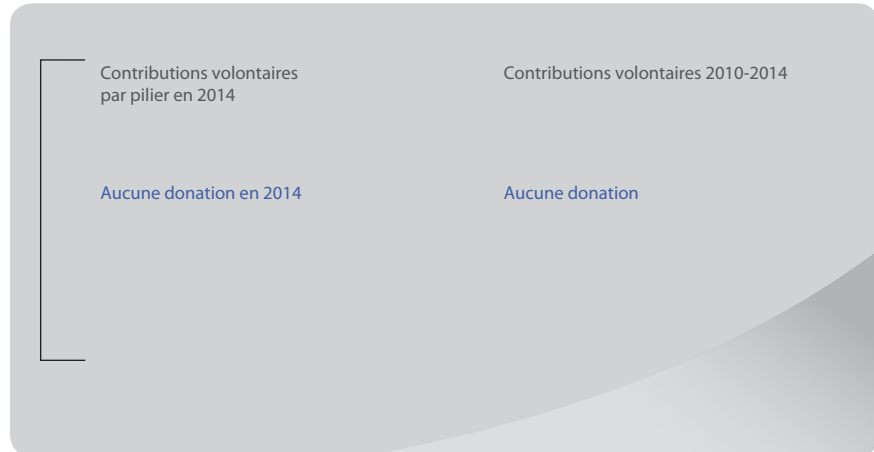 Contributions volontaires
par pilier en 2014
Contributions volontaires 2010-2014
Aucune donation en 2014
Aucune donation